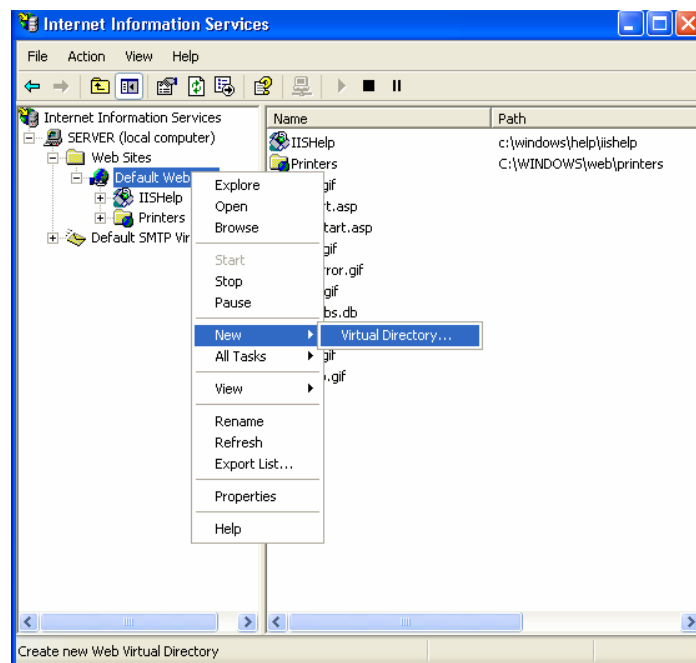 Internet Information Services
File Action View Help
Internet Information Services
SERVER (local computer)
Web Sites
Default Web
IISHelp
Printers
Default SMTP Vir
Name Path
IISHelp c:\windows\help\iishelp
Printers C:\WINDOWS\web\printers
gif
t.asp
tart.asp
gif
ror.gif
gif
bs.db
gif
.gif
Explore
Open
Browse
Start
Stop
Pause
New
Virtual Directory...
All Tasks
View
Rename
Refresh
Export List...
Properties
Help
Create new Web Virtual Directory